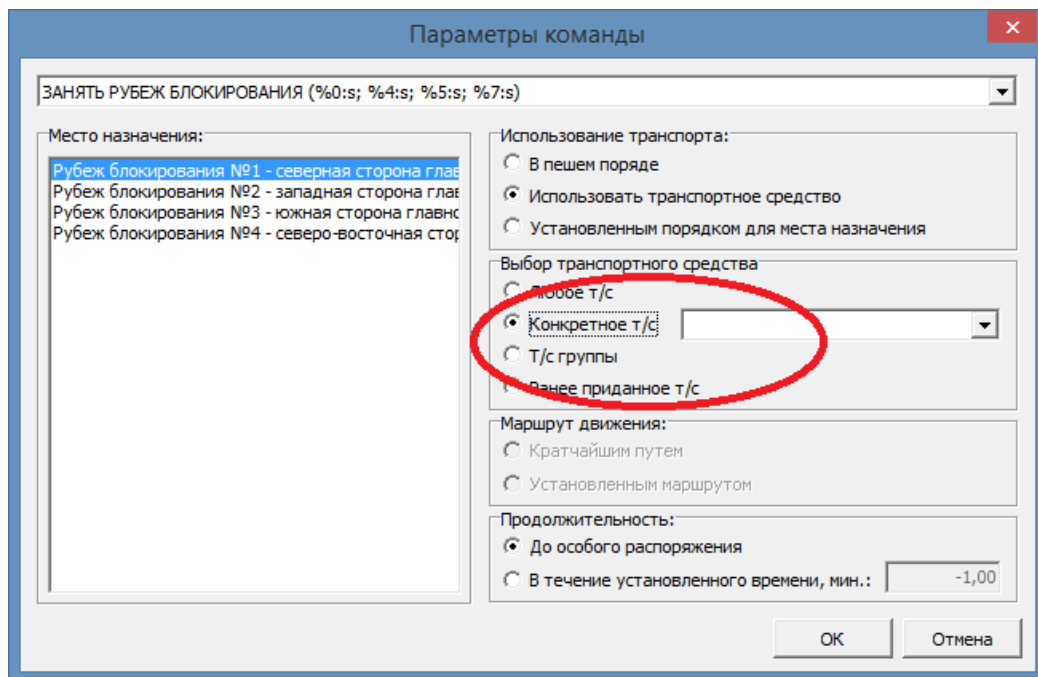 Параметры команды
ЗАНЯТЬ РУБЕЖ БЛОКИРОВАНИЯ (%0:s; %4:s; %5:s; %7:s)
Место назначения:
Рубеж блокирования №1 - северная сторона глав
Рубеж блокирования №2 - западная сторона глав
Рубеж блокирования №3 - южная сторона главно
Рубеж блокирования №4 - северо-восточная стор
Использование транспорта:
В пешем поряде
Использовать транспортное средство
Установленным порядком для места назначения
Выбор транспортного средства
Любое т/с
Конкретное т/с
Т/с группы
Ранее приданное т/с
Маршрут движения:
Кратчайшим путем
Установленным маршрутом
Продолжительность:
До особого распоряжения
В течение установленного времени, мин.: -1,00
ОК Отмена